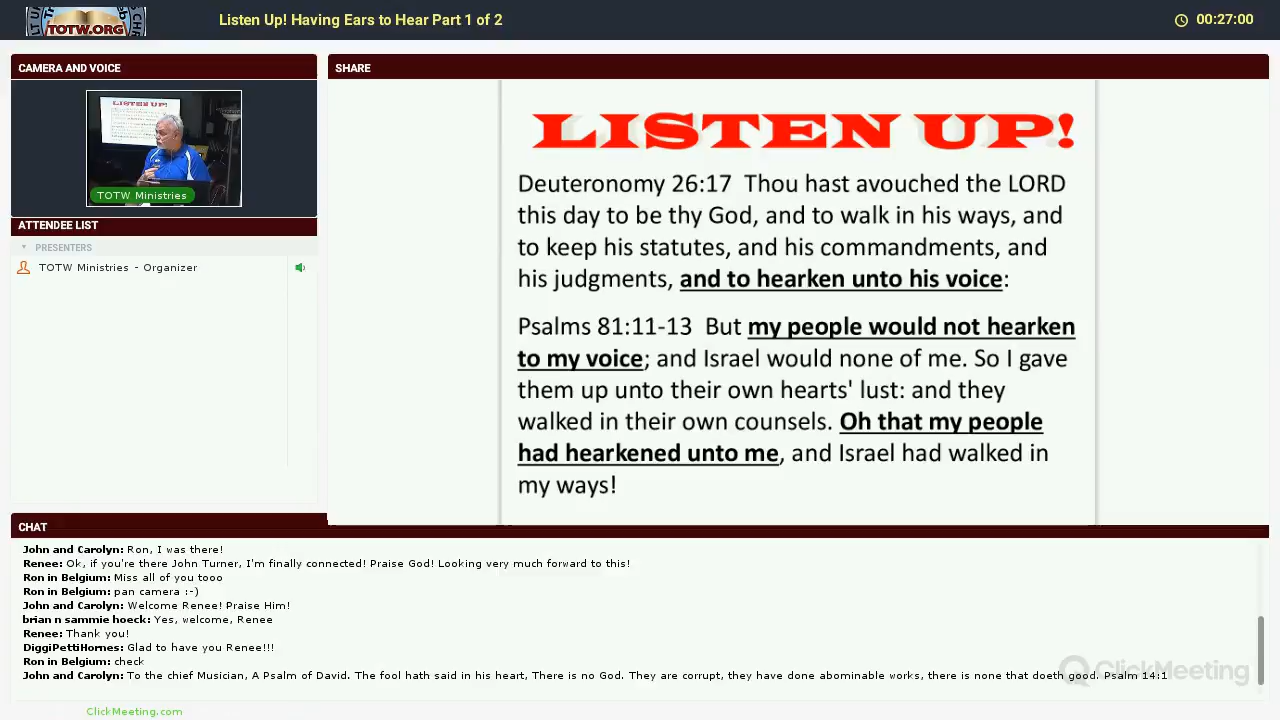 TOTW.ORG
Listen Up! Having Ears to Hear Part 1 of 2
00:27:00
CAMERA AND VOICE
LISTEN UP!
TOTW Ministries
ATTENDEE LIST
PRESENTERS
TOTW Ministries - Organizer
SHARE
LISTEN UP!
Deuteronomy 26:17 Thou hast avouched the LORD
this day to be thy God, and to walk in his ways, and
to keep his statutes, and his commandments, and
his judgments, and to hearken unto his voice:
Psalms 81:11-13 But my people would not hearken
to my voice; and Israel would none of me. So I gave
them up unto their own hearts' lust: and they
walked in their own counsels. Oh that my people
had hearkened unto me, and Israel had walked in
my ways!
CHAT
John and Carolyn: Ron, I was there!
Renee: Ok, if you're there John Turner, I'm finally connected! Praise God! Looking very much forward to this!
Ron in Belgium: Miss all of you tooo
Ron in Belgium: pan camera :-)
John and Carolyn: Welcome Renee! Praise Him!
brian n sammie hoeck: Yes, welcome, Renee
Renee: Thank you!
DiggiPettiHornes: Glad to have you Renee!!!
Ron in Belgium: check
John and Carolyn: To the chief Musician, A Psalm of David. The fool hath said in his heart, There is no God. They are corrupt, they have done abominable works, there is none that doeth good. Psalm 14:1
ClickMeeting
ClickMeeting.com